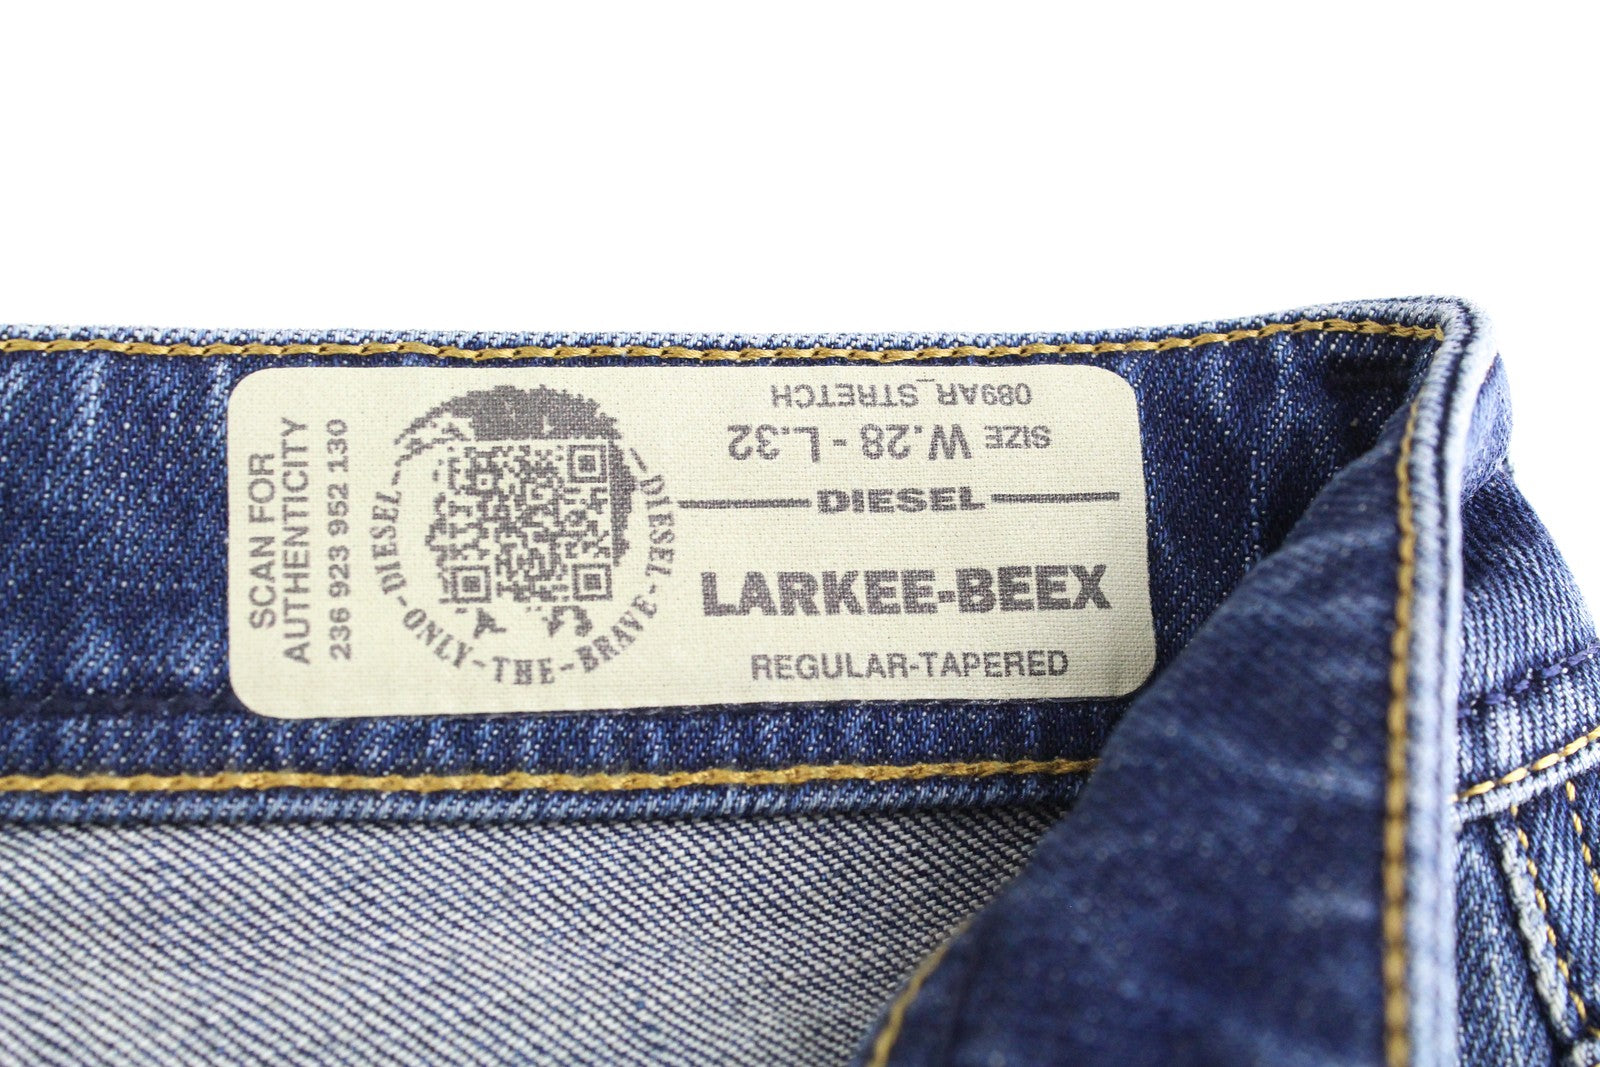 SCAN FOR
AUTHENTICITY
236 923 952 130
DIESEL-ONLY-THE-BRAVE-DIESEL
089AR_STRETCH
SIZE W.28 - L.32
DIESEL
LARKEE-BEEX
REGULAR-TAPERED